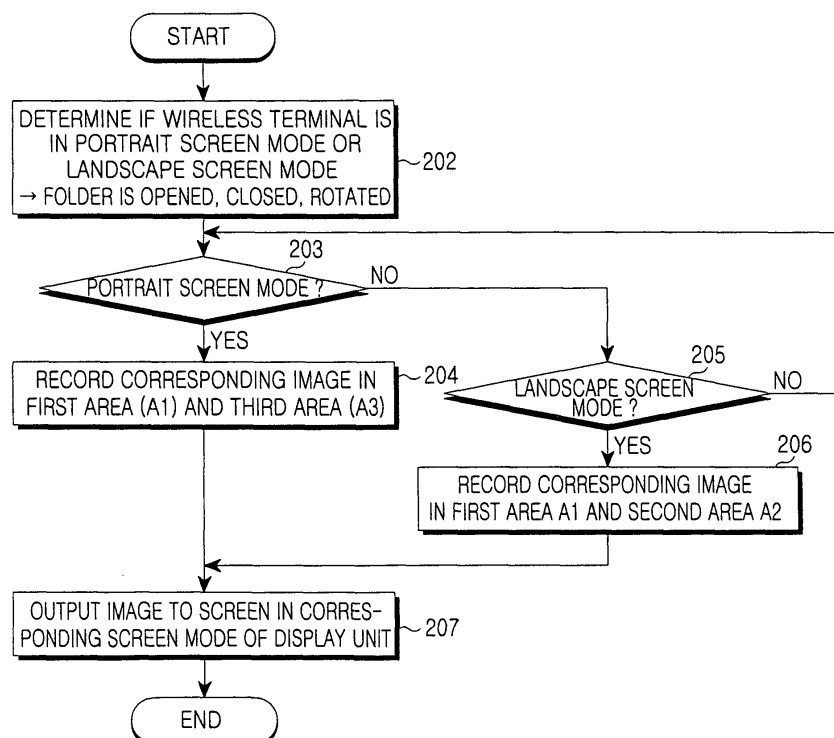 START
DETERMINE IF WIRELESS TERMINAL IS
IN PORTRAIT SCREEN MODE OR
LANDSCAPE SCREEN MODE
→ FOLDER IS OPENED, CLOSED, ROTATED
202
203
PORTRAIT SCREEN MODE ?
NO
YES
RECORD CORRESPONDING IMAGE IN
FIRST AREA (A1) AND THIRD AREA (A3)
204
205
LANDSCAPE SCREEN
MODE ?
NO
YES
206
RECORD CORRESPONDING IMAGE
IN FIRST AREA A1 AND SECOND AREA A2
OUTPUT IMAGE TO SCREEN IN CORRES-
PONDING SCREEN MODE OF DISPLAY UNIT
207
END